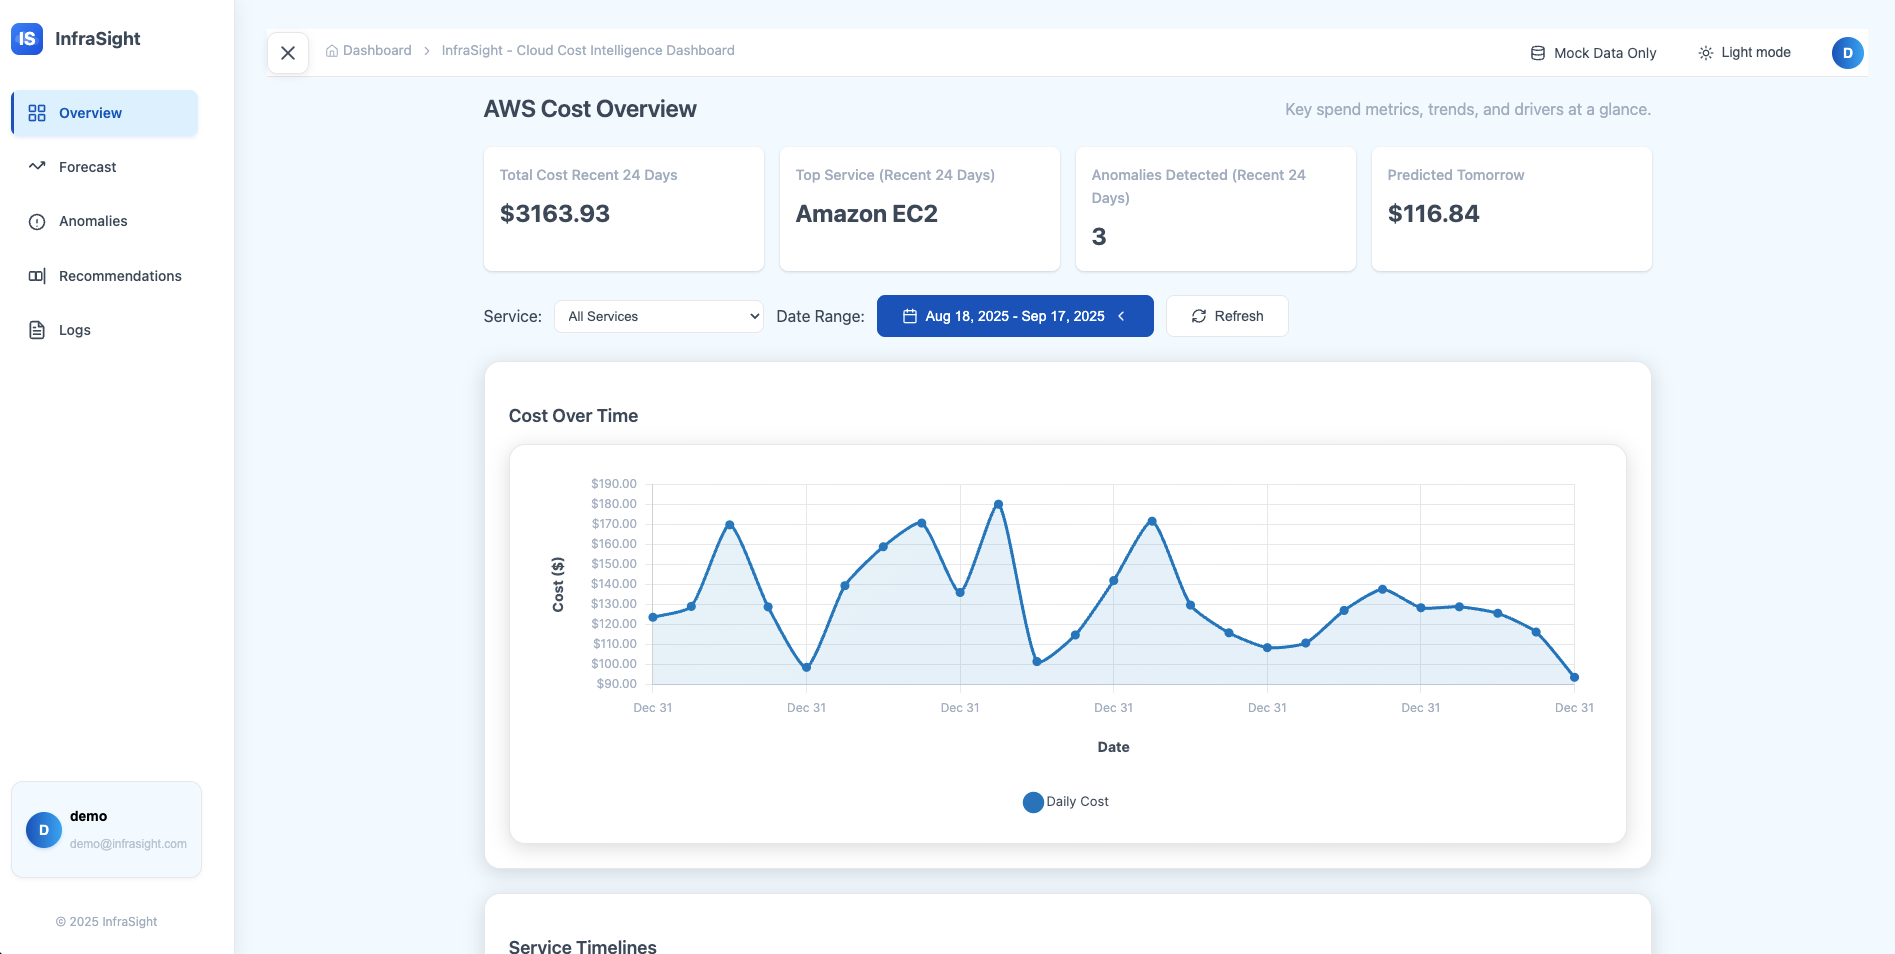 IS InfraSight
Overview
Forecast
Anomalies
Recommendations
Logs
D
demo
demo@infrasight.com
© 2025 InfraSight
Dashboard > InfraSight - Cloud Cost Intelligence Dashboard
Mock Data Only
Light mode
D
AWS Cost Overview
Key spend metrics, trends, and drivers at a glance.
Total Cost Recent 24 Days
$3163.93
Top Service (Recent 24 Days)
Amazon EC2
Anomalies Detected (Recent 24
Days)
3
Predicted Tomorrow
$116.84
Service:
All Services
Date Range:
Aug 18, 2025 - Sep 17, 2025
Refresh
Cost Over Time
Cost ($)
$190.00
$180.00
$170.00
$160.00
$150.00
$140.00
$130.00
$120.00
$110.00
$100.00
$90.00
Dec 31 Dec 31 Dec 31 Dec 31 Dec 31 Dec 31 Dec 31
Date
Daily Cost
Service Timelines